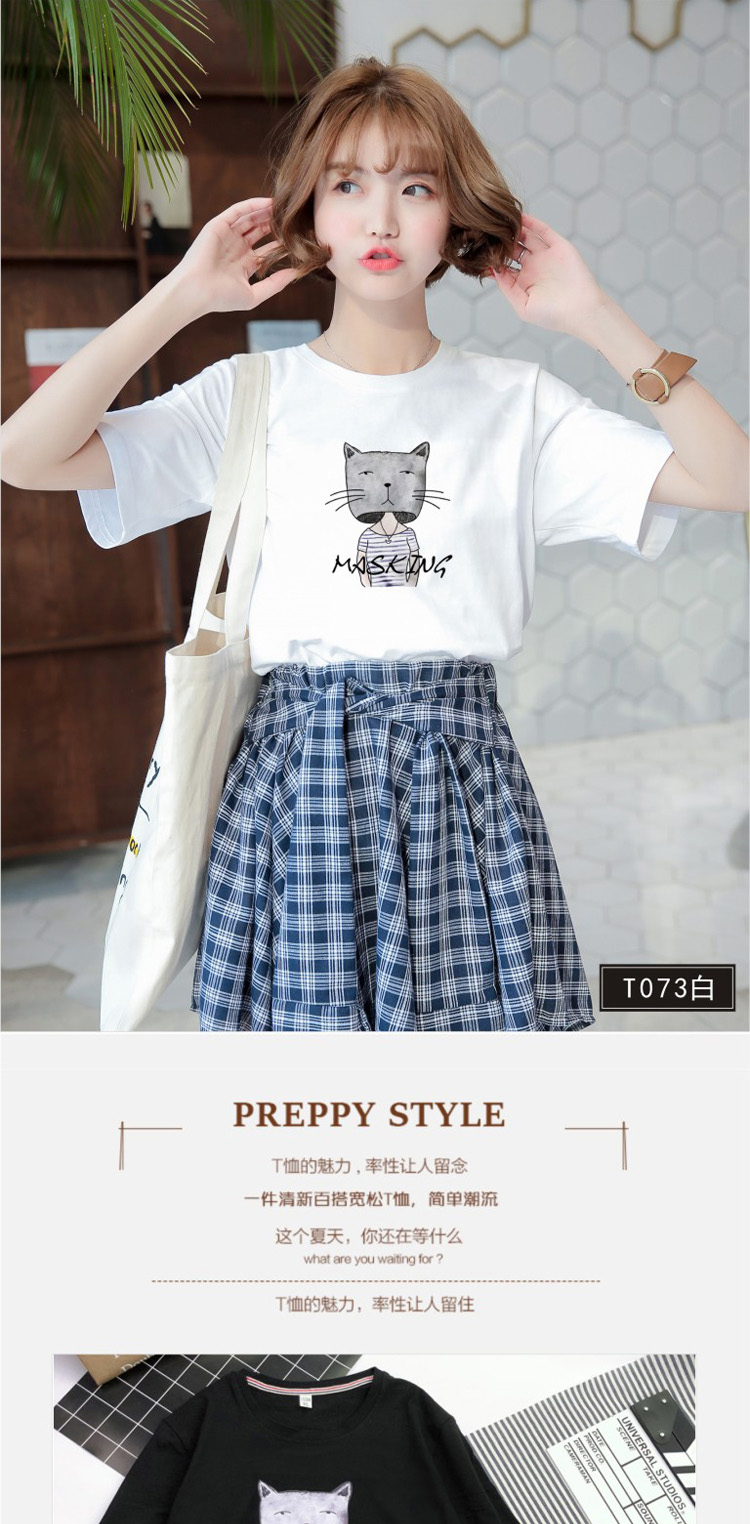 MASKING
T073白
PREPPY STYLE
T恤的魅力，率性让人留念
一件清新百搭宽松T恤，简单潮流
这个夏天，你还在等什么
what are you waiting for ?
T恤的魅力，率性让人留住
UNIVERSAL STUDIOS
SCENE
TAKE
SOUND
DATE
PROD.CO.
DIRECTOR
CAMERAMAN